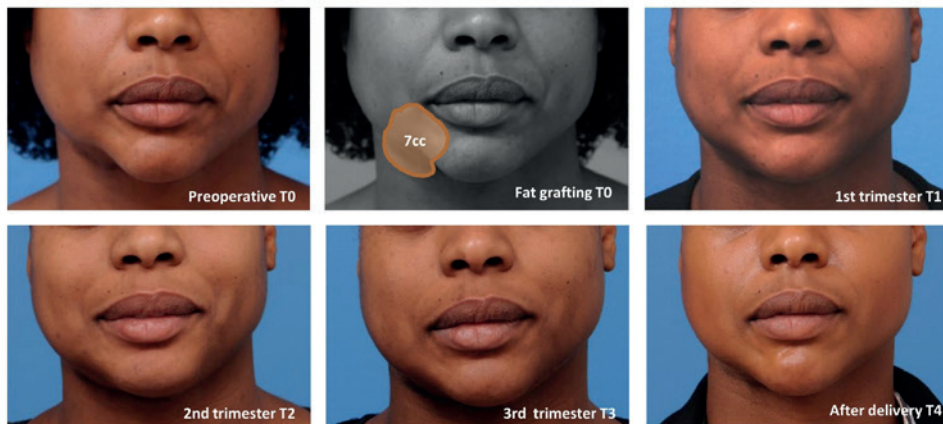 Preoperative T0
7cc
Fat grafting T0
1st trimester T1
2nd trimester T2
3rd trimester T3
After delivery T4